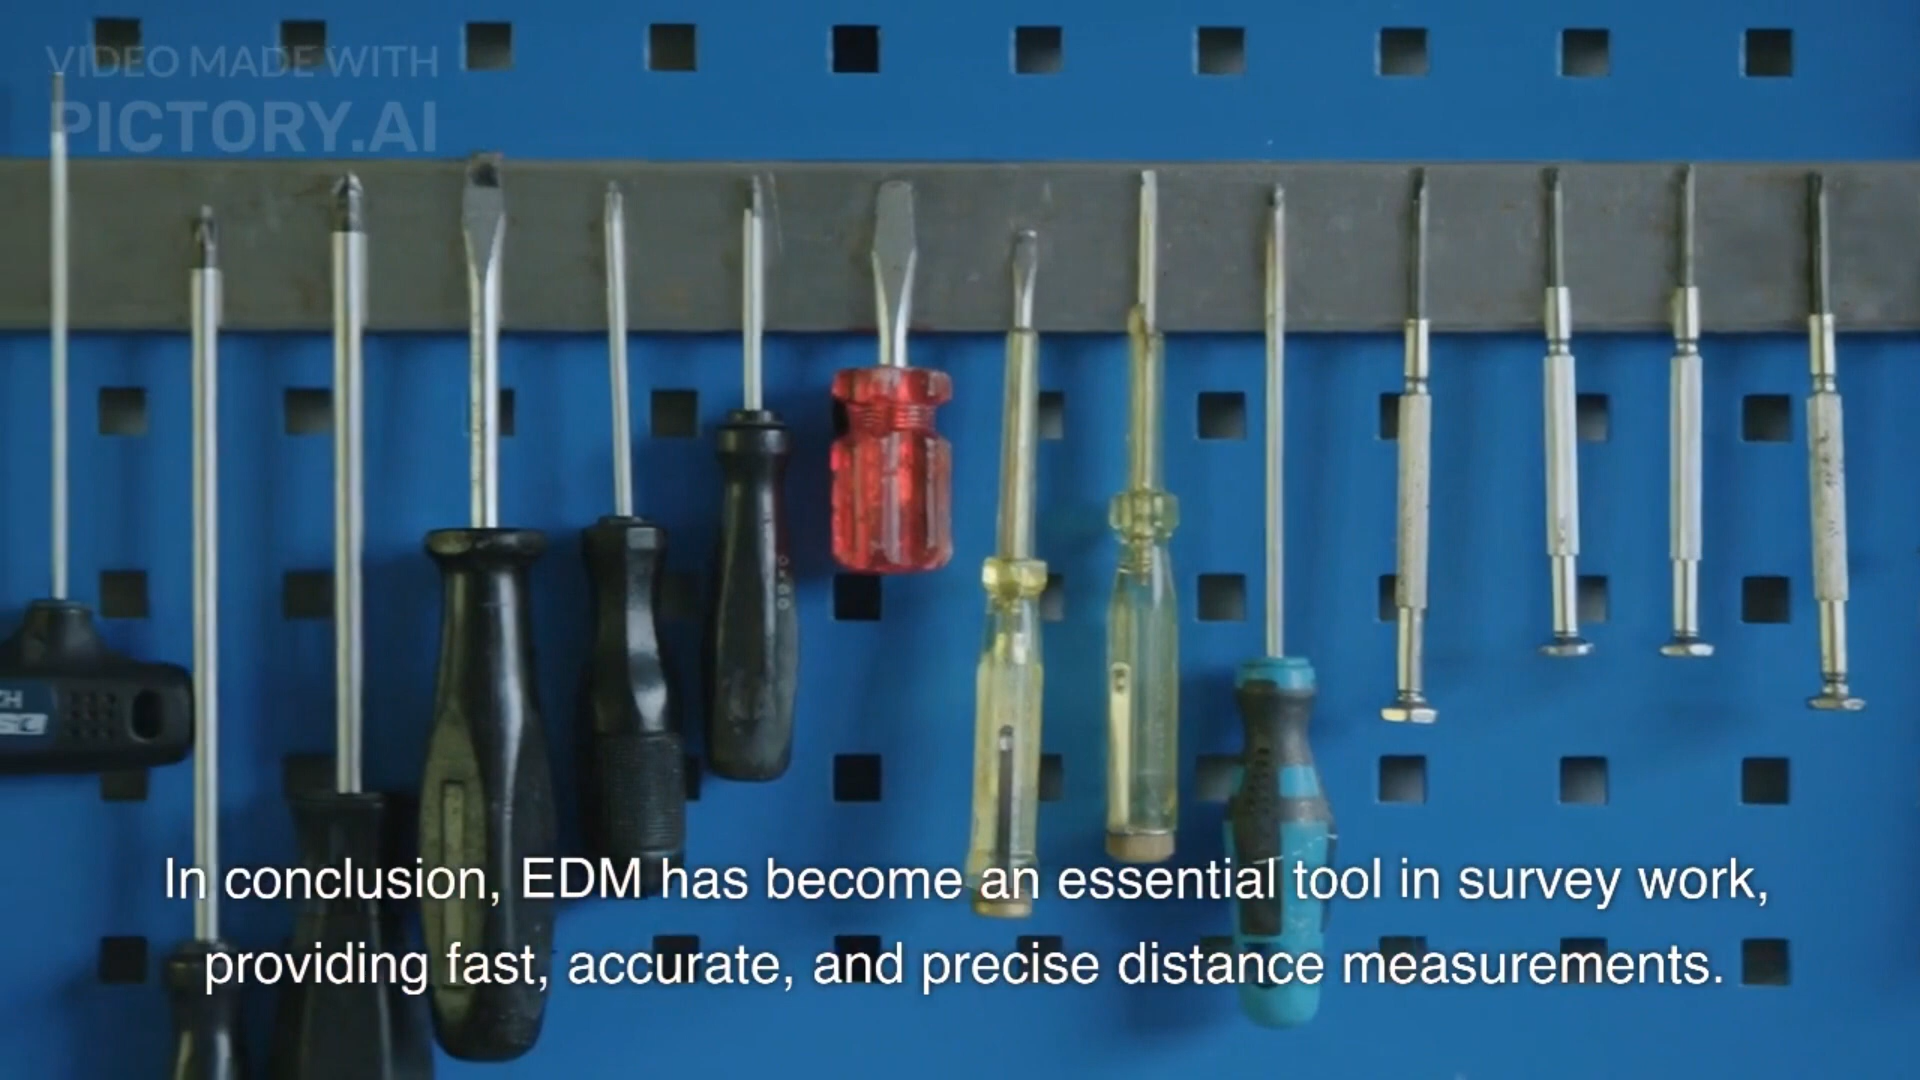 VIDEO MADE WITH
PICTORY.AI
In conclusion, EDM has become an essential tool in survey work,
providing fast, accurate, and precise distance measurements.